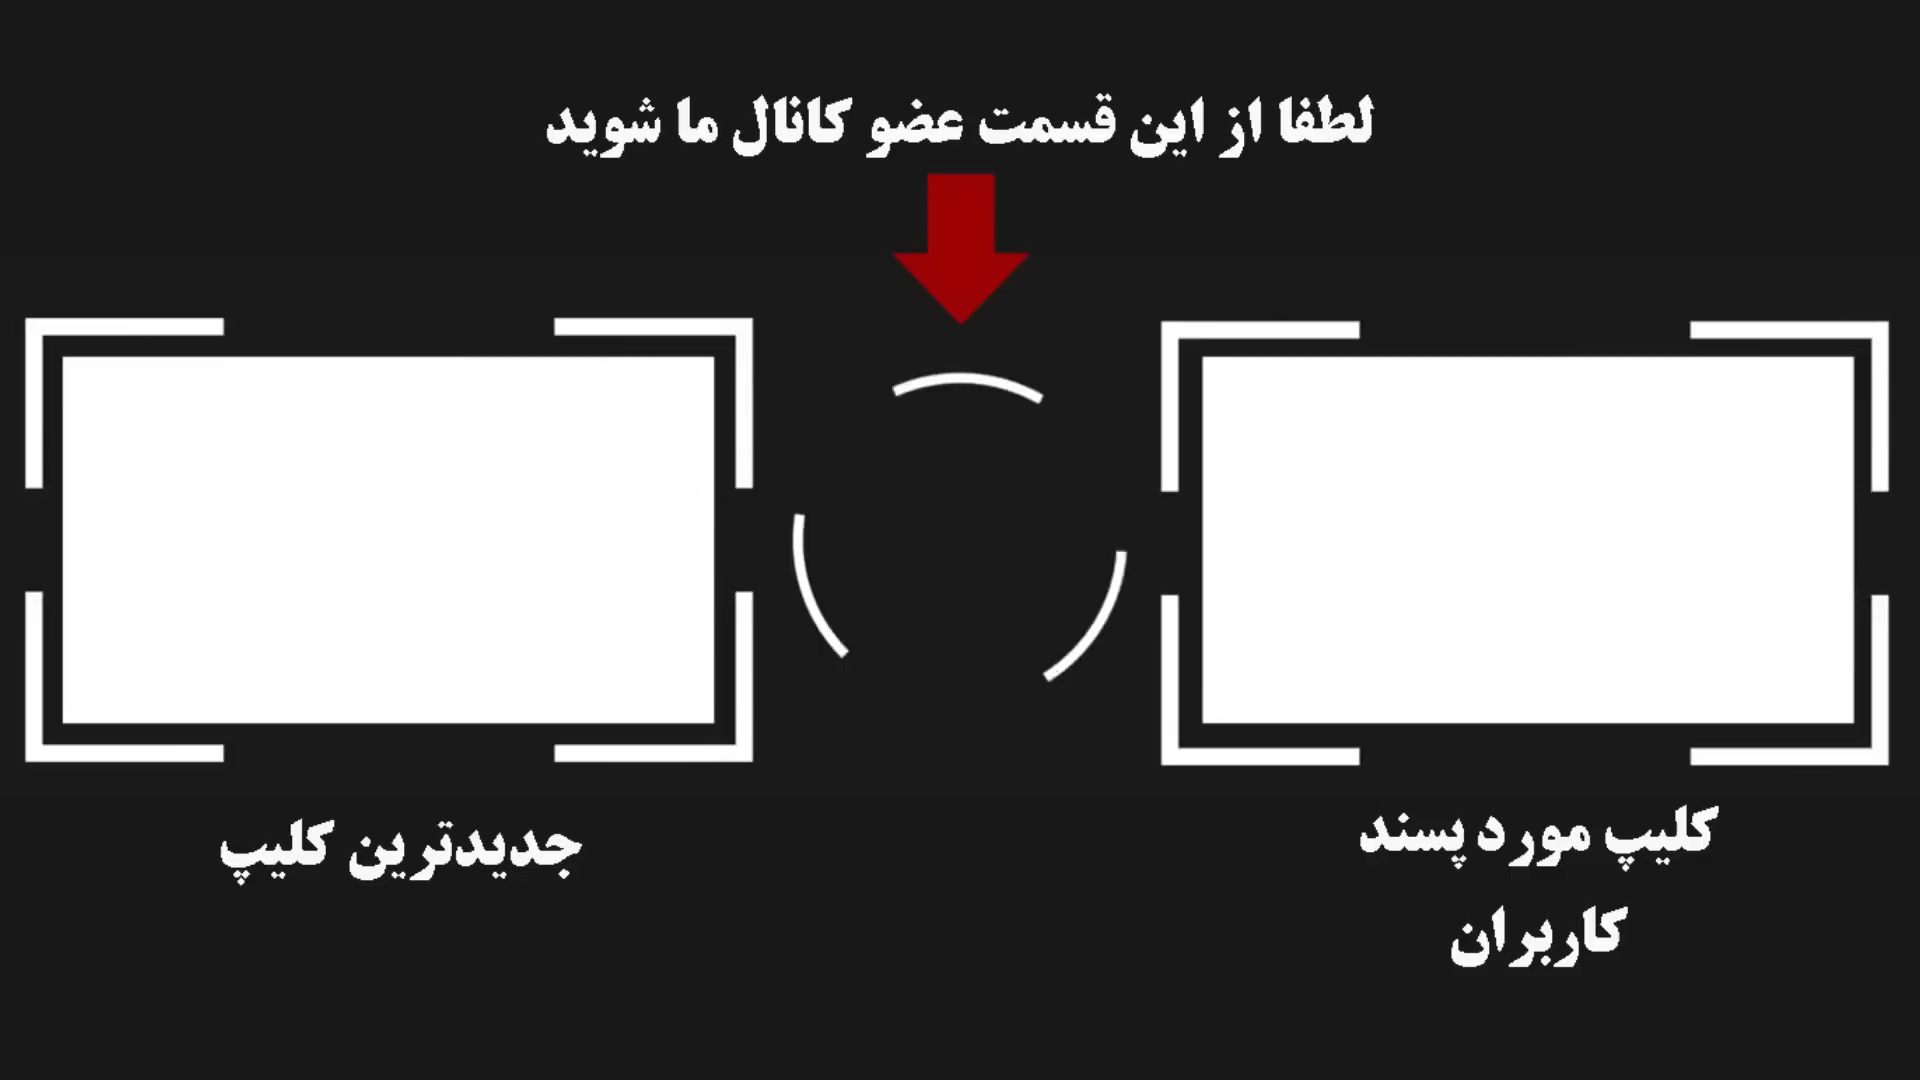 لطفا از این قسمت عضو کانال ما شوید
کلیپ مورد پسند
کاربران
جدیدترین کلیپ